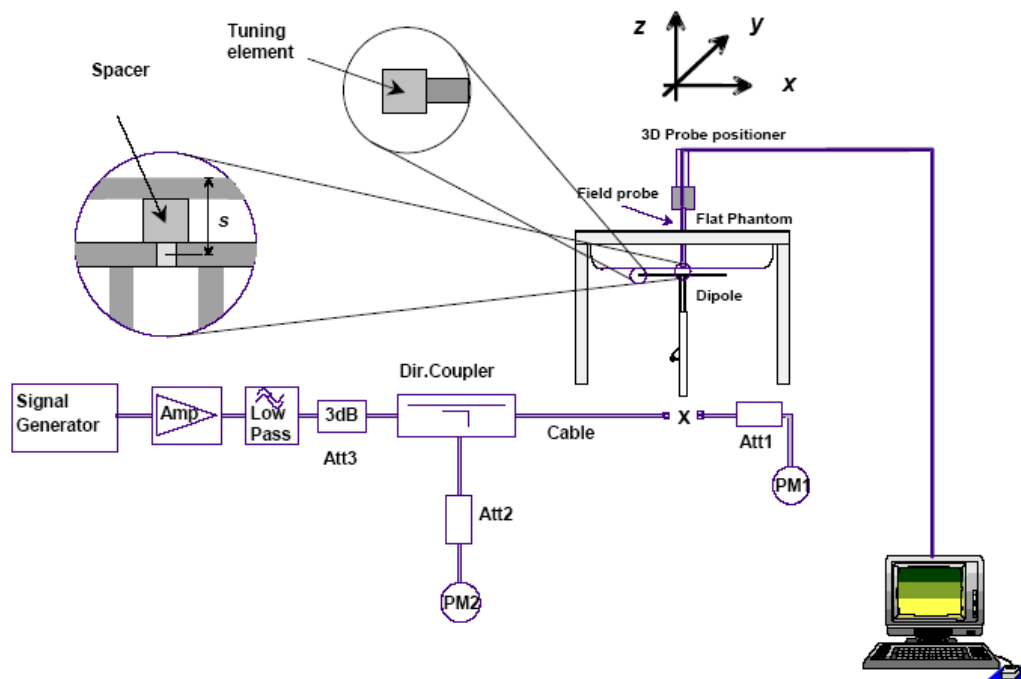 Tuning
element
Spacer
z
y
x
3D Probe positioner
Field probe
Flat Phantom
s
Dipole
Dir.Coupler
Signal
Generator
Amp
Low
Pass
3dB
Att3
Cable
X
Att1
PM1
Att2
PM2